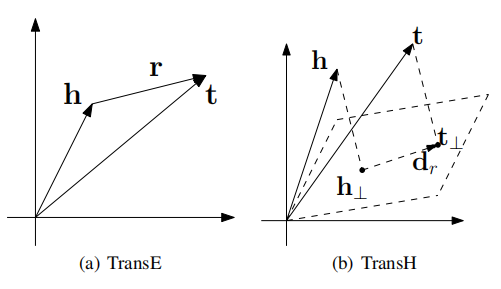 h
r
t
(a) TransE
h
t
h⊥
d_r
t⊥
(b) TransH